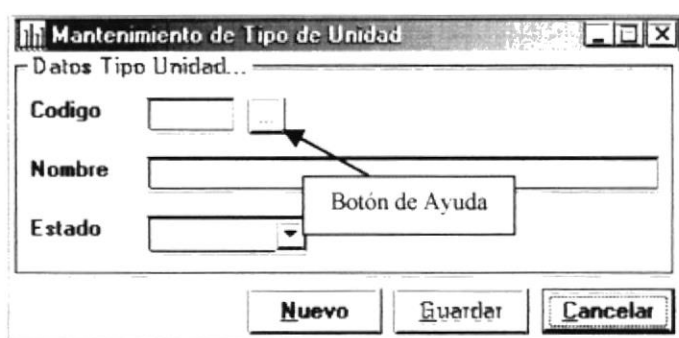 Mantenimiento de Tipo de Unidad
Datos Tipo Unidad...
Codigo
...
Nombre
Botón de Ayuda
Estado
Nuevo Guardar Cancelar